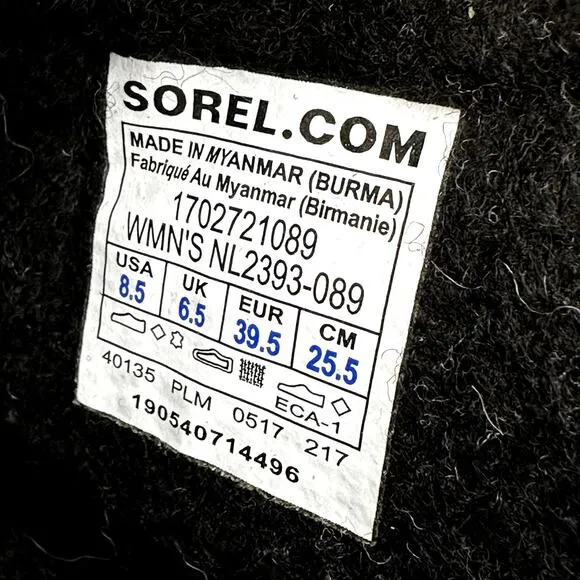 SOREL.COM
MADE IN MYANMAR (BURMA)
Fabriqué Au Myanmar (Birmanie)
1702721089
WMN'S NL2393-089
USA UK EUR CM
8.5 6.5 39.5 25.5
ECA-1
40135 PLM 0517 217
190540714496